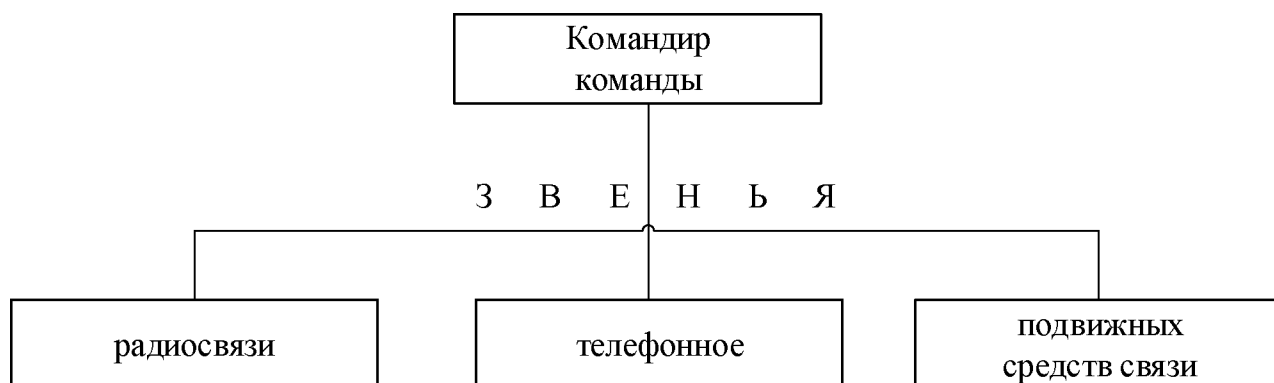 Командир
команды
З В Е Н Ь Я
радиосвязи
телефонное
подвижных
средств связи